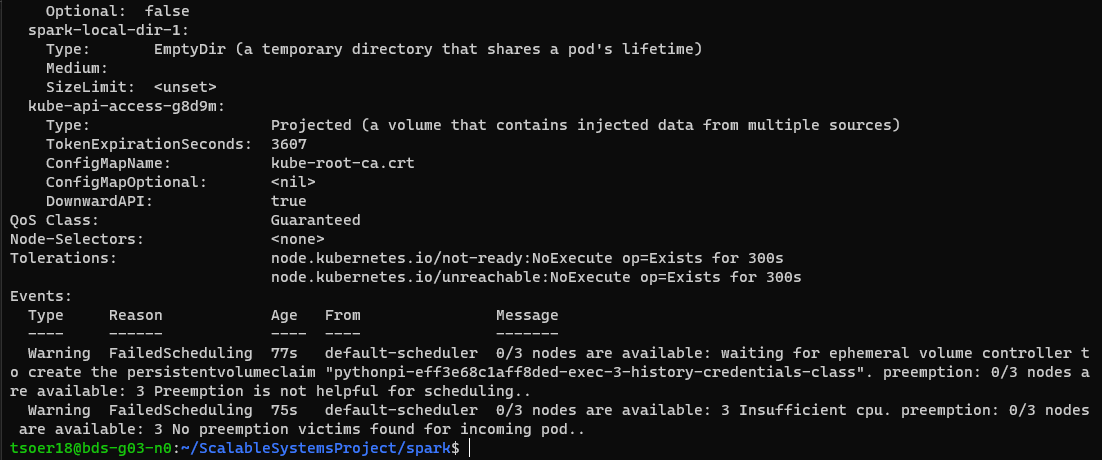 Optional:  false
  spark-local-dir-1:
    Type:       EmptyDir (a temporary directory that shares a pod's lifetime)
    Medium:
    SizeLimit:  <unset>
  kube-api-access-g8d9m:
    Type:                    Projected (a volume that contains injected data from multiple sources)
    TokenExpirationSeconds:  3607
    ConfigMapName:           kube-root-ca.crt
    ConfigMapOptional:       <nil>
    DownwardAPI:             true
QoS Class:                   Guaranteed
Node-Selectors:              <none>
Tolerations:                 node.kubernetes.io/not-ready:NoExecute op=Exists for 300s
                             node.kubernetes.io/unreachable:NoExecute op=Exists for 300s
Events:
  Type     Reason            Age   From               Message
  ----     ------            ----  ----               -------
  Warning  FailedScheduling  77s   default-scheduler  0/3 nodes are available: waiting for ephemeral volume controller t
o create the persistentvolumeclaim "pythonpi-eff3e68c1aff8ded-exec-3-history-credentials-class". preemption: 0/3 nodes a
re available: 3 Preemption is not helpful for scheduling..
  Warning  FailedScheduling  75s   default-scheduler  0/3 nodes are available: 3 Insufficient cpu. preemption: 0/3 nodes
 are available: 3 No preemption victims found for incoming pod..
tsoer18@bds-g03-n0:~/ScalableSystemsProject/spark$